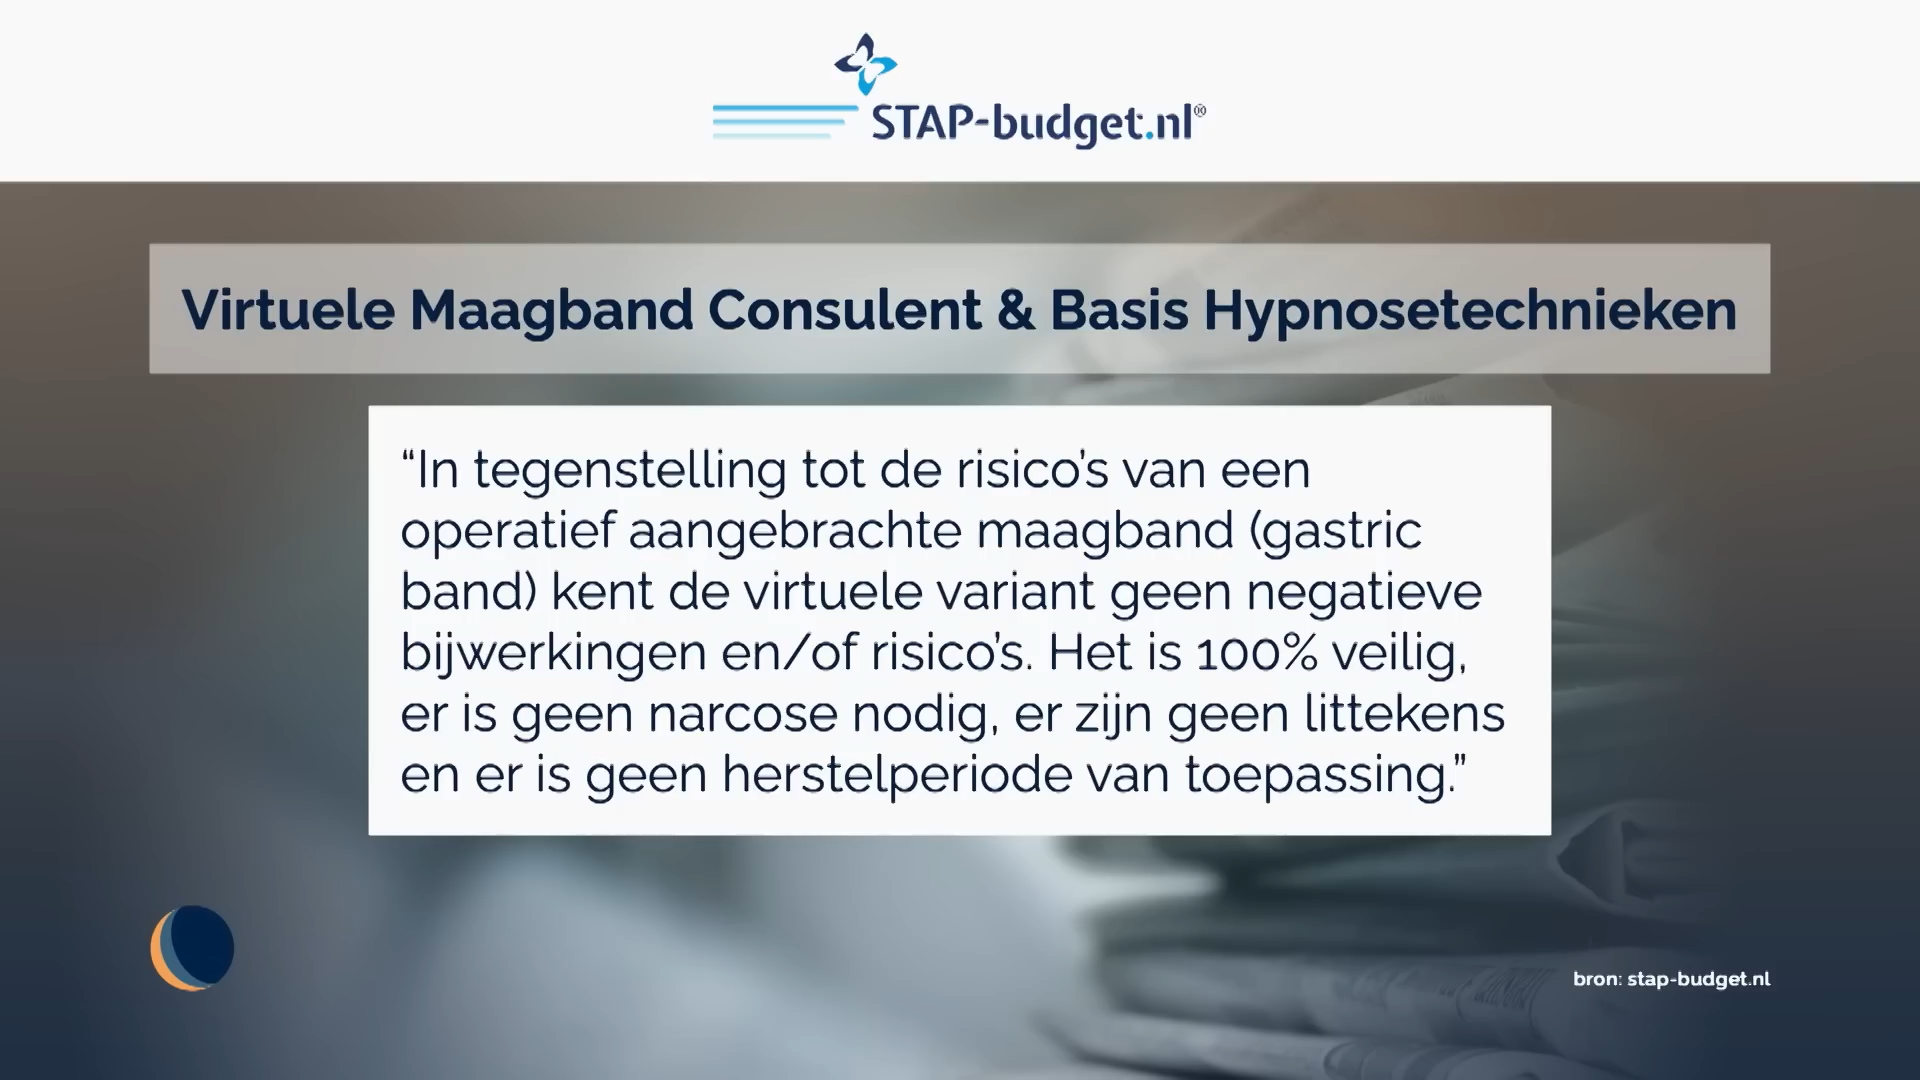 STAP-budget.nl®
Virtuele Maagband Consulent & Basis Hypnosetechnieken
“In tegenstelling tot de risico’s van een
operatief aangebrachte maagband (gastric
band) kent de virtuele variant geen negatieve
bijwerkingen en/of risico’s. Het is 100% veilig,
er is geen narcose nodig, er zijn geen littekens
en er is geen herstelperiode van toepassing.”
bron: stap-budget.nl